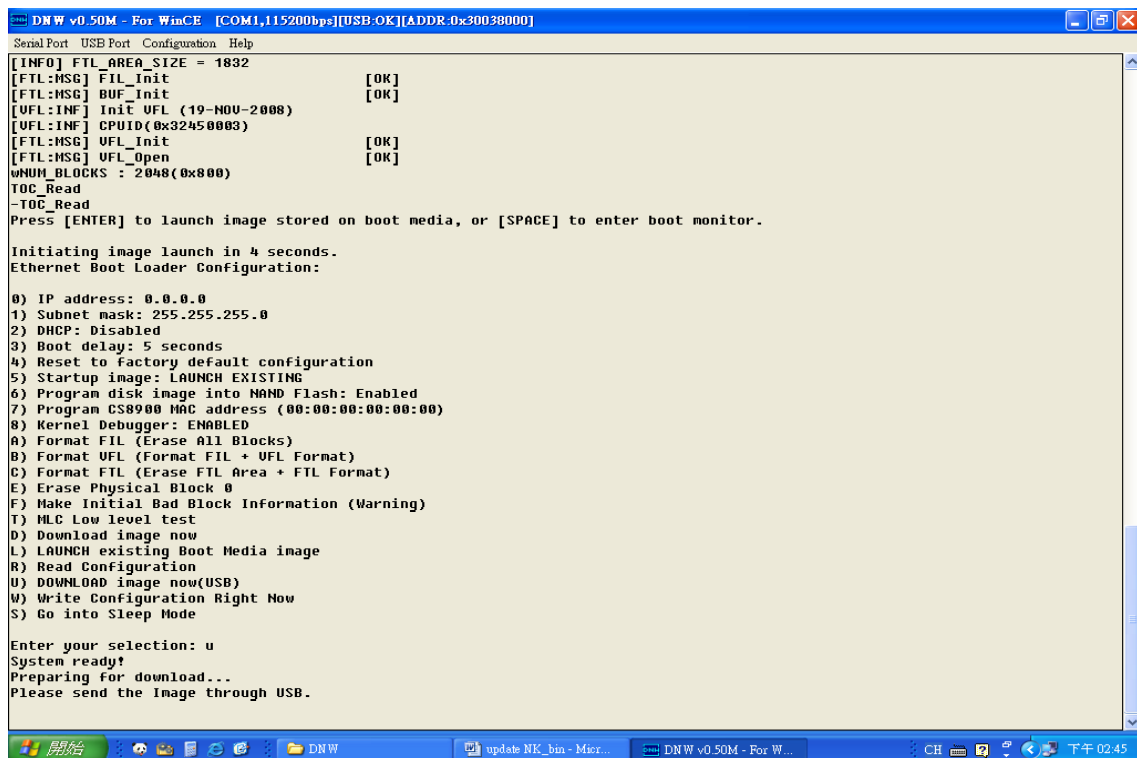 DNW v0.50M - For WinCE [COM1,115200bps][USB:OK][ADDR:0x30038000]
Serial Port USB Port Configuration Help
[INFO] FTL_AREA_SIZE = 1832
[FTL:MSG] FIL_Init [OK]
[FTL:MSG] BUF_Init [OK]
[VFL:INF] Init VFL (19-NOV-2008)
[VFL:INF] CPUID(0x32450003)
[FTL:MSG] VFL_Init [OK]
[FTL:MSG] VFL_Open [OK]
wNUM_BLOCKS : 2048(0x800)
TOC_Read
-TOC_Read
Press [ENTER] to launch image stored on boot media, or [SPACE] to enter boot monitor.
Initiating image launch in 4 seconds.
Ethernet Boot Loader Configuration:
0) IP address: 0.0.0.0
1) Subnet mask: 255.255.255.0
2) DHCP: Disabled
3) Boot delay: 5 seconds
4) Reset to factory default configuration
5) Startup image: LAUNCH EXISTING
6) Program disk image into NAND Flash: Enabled
7) Program CS8900 MAC address (00:00:00:00:00:00)
8) Kernel Debugger: ENABLED
A) Format FIL (Erase All Blocks)
B) Format VFL (Format FIL + VFL Format)
C) Format FTL (Erase FTL Area + FTL Format)
E) Erase Physical Block 0
F) Make Initial Bad Block Information (Warning)
T) MLC Low level test
D) Download image now
L) LAUNCH existing Boot Media image
R) Read Configuration
U) DOWNLOAD image now(USB)
W) Write Configuration Right Now
S) Go into Sleep Mode
Enter your selection: u
System ready!
Preparing for download...
Please send the Image through USB.
開始 DNW update NK_bin - Micr... DNW v0.50M - For W... CH 下午 02:45